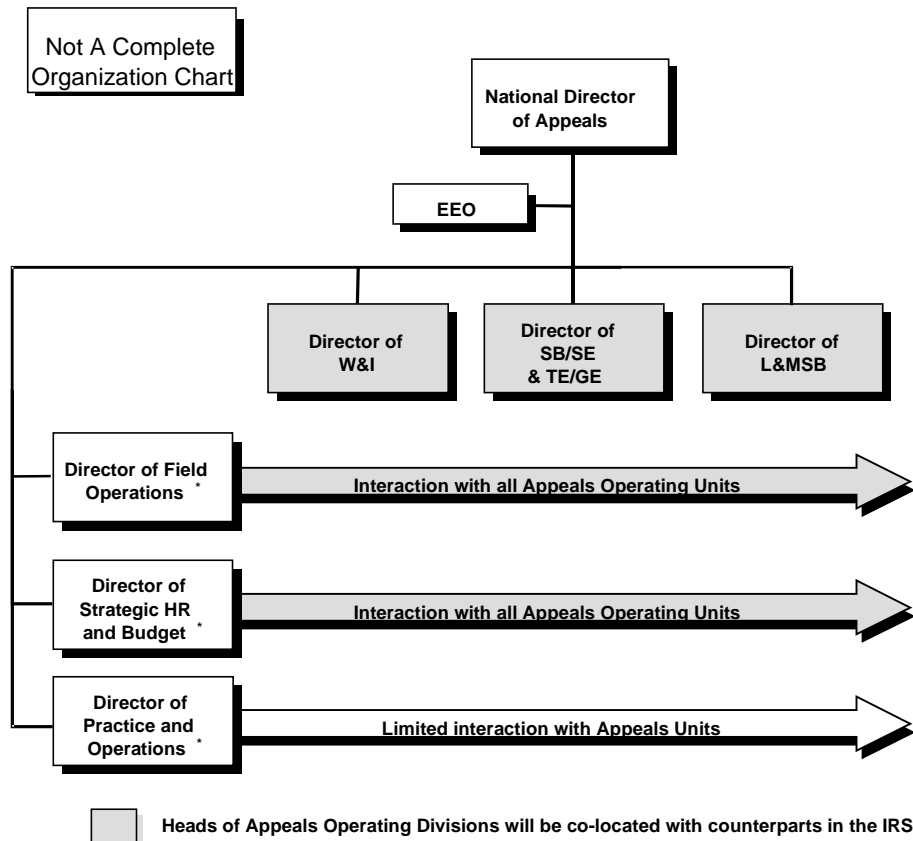 Not A Complete
Organization Chart
National Director
of Appeals
EEO
Director of
W&I
Director of
SB/SE
& TE/GE
Director of
L&MSB
Director of Field
Operations *
Interaction with all Appeals Operating Units
Director of
Strategic HR
and Budget *
Interaction with all Appeals Operating Units
Director of
Practice and
Operations *
Limited interaction with Appeals Units
Heads of Appeals Operating Divisions will be co-located with counterparts in the IRS